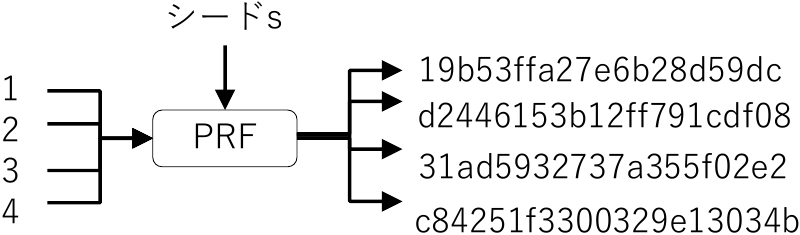 シードs
1
2
3
4
PRF
19b53ffa27e6b28d59dc
d2446153b12ff791cdf08
31ad5932737a355f02e2
c84251f3300329e13034b